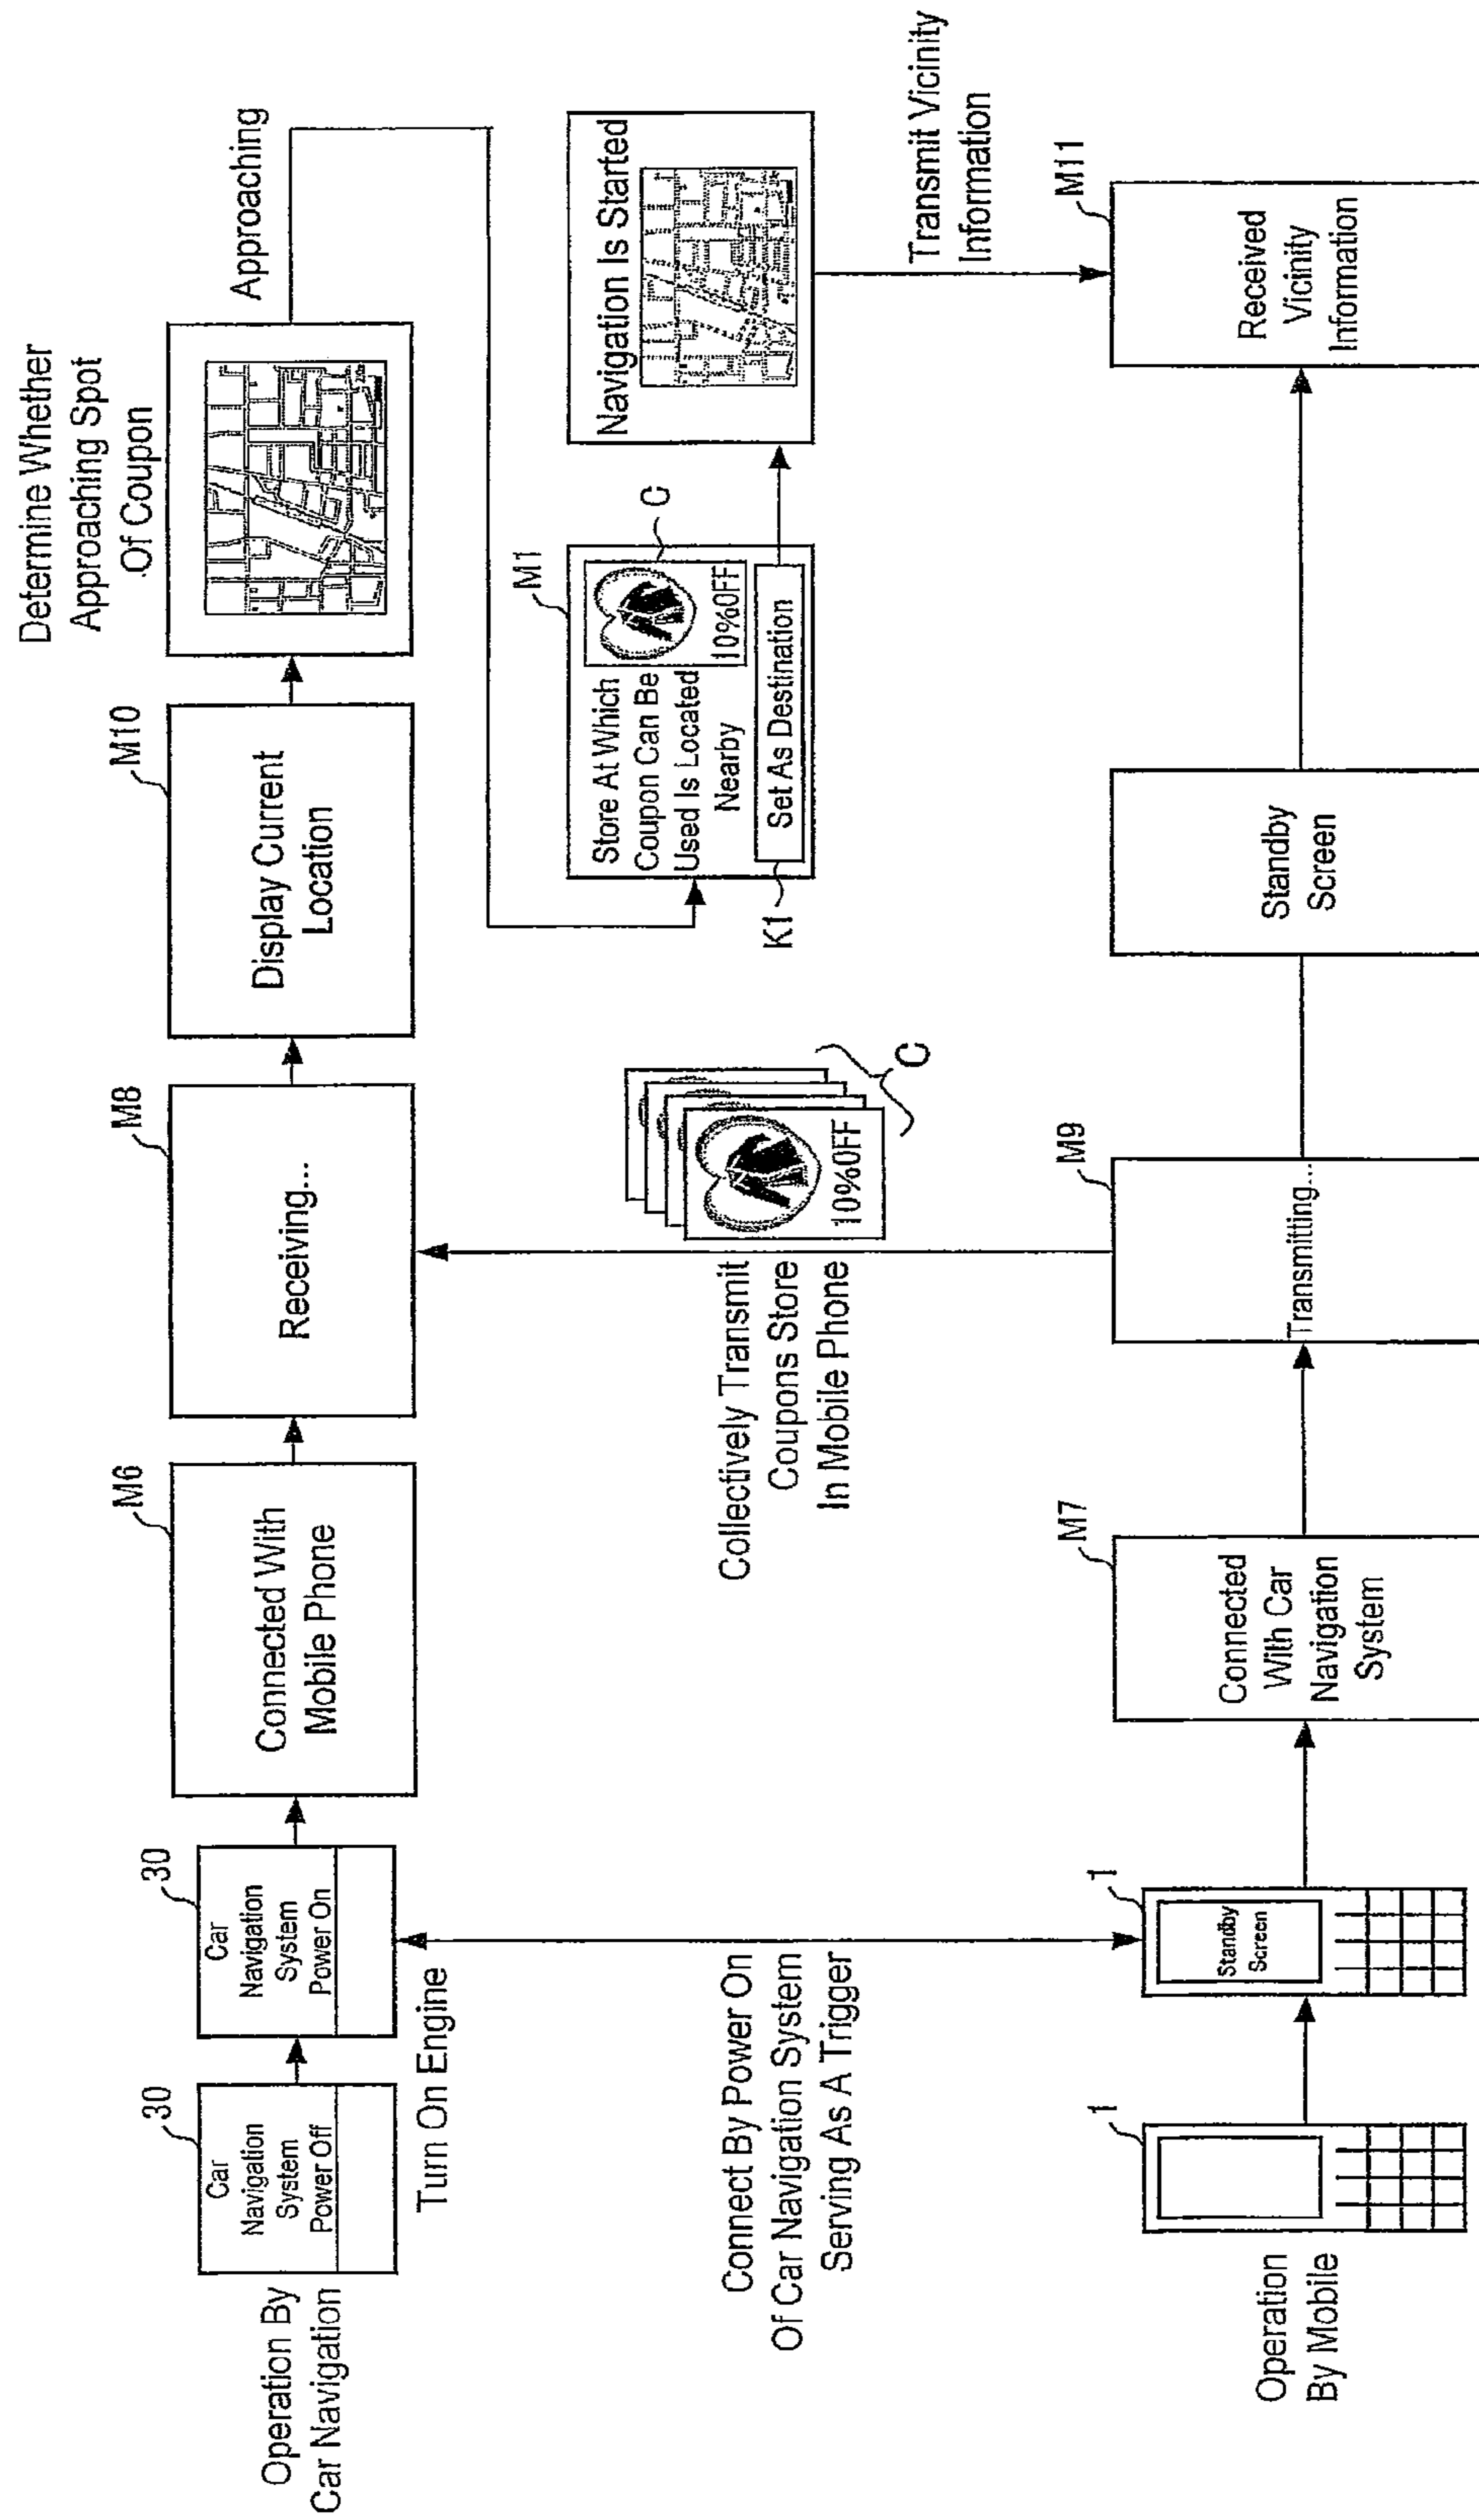 Operation By
Car Navigation
30
Car
Navigation
System
Power Off
Turn On Engine
30
Car
Navigation
System
Power On
M6
Connected With
Mobile Phone
M8
Receiving...
M10
Display Current
Location
Determine Whether
Approaching Spot
Of Coupon
Approaching
M1
Store At Which
Coupon Can Be
Used Is Located
Nearby
C
10%OFF
K1
Set As Destination
Navigation Is Started
Transmit Vicinity
Information
Connect By Power On
Of Car Navigation System
Serving As A Trigger
Collectively Transmit
Coupons Store
In Mobile Phone
10%OFF
C
Operation
By Mobile
1
1
Standby
Screen
M7
Connected
With Car
Navigation
System
M9
Transmitting...
Standby
Screen
M11
Received
Vicinity
Information